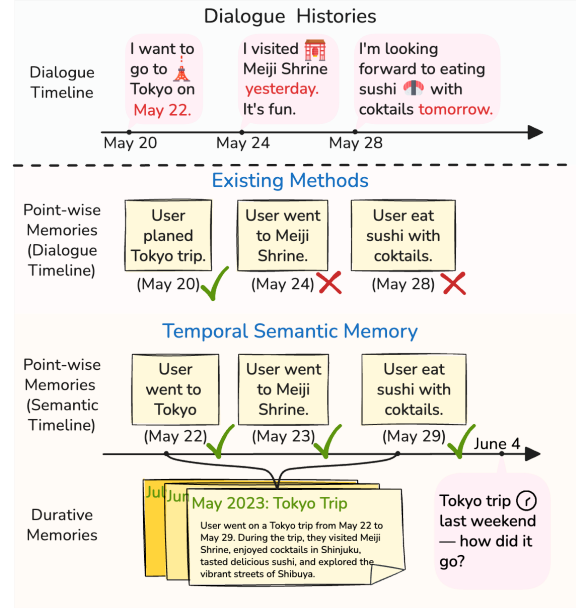 Dialogue Histories
Dialogue
Timeline
I want to
go to
Tokyo on
May 22.
I visited
Meiji Shrine
yesterday.
It's fun.
I'm looking
forward to eating
sushi with
coktails tomorrow.
May 20
May 24
May 28
Existing Methods
Point-wise
Memories
(Dialogue
Timeline)
User
planed
Tokyo trip.
(May 20)
User went
to Meiji
Shrine.
(May 24)
User eat
sushi with
coktails.
(May 28)
Temporal Semantic Memory
Point-wise
Memories
(Semantic
Timeline)
User
went to
Tokyo
(May 22)
User went
to Meiji
Shrine.
(May 23)
User eat
sushi with
coktails.
(May 29)
June 4
Durative
Memories
Jul
Jun
May 2023: Tokyo Trip
User went on a Tokyo trip from May 22 to
May 29. During the trip, they visited Meiji
Shrine, enjoyed cocktails in Shinjuku,
tasted delicious sushi, and explored the
vibrant streets of Shibuya.
Tokyo trip
last weekend
— how did it
go?